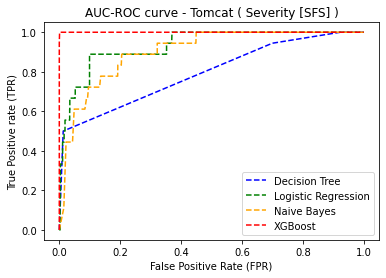 AUC-ROC curve - Tomcat ( Severity [SFS] )
True Positive rate (TPR)
1.0
0.8
0.6
0.4
0.2
0.0
Decision Tree
Logistic Regression
Naive Bayes
XGBoost
0.0 0.2 0.4 0.6 0.8 1.0
False Positive Rate (FPR)